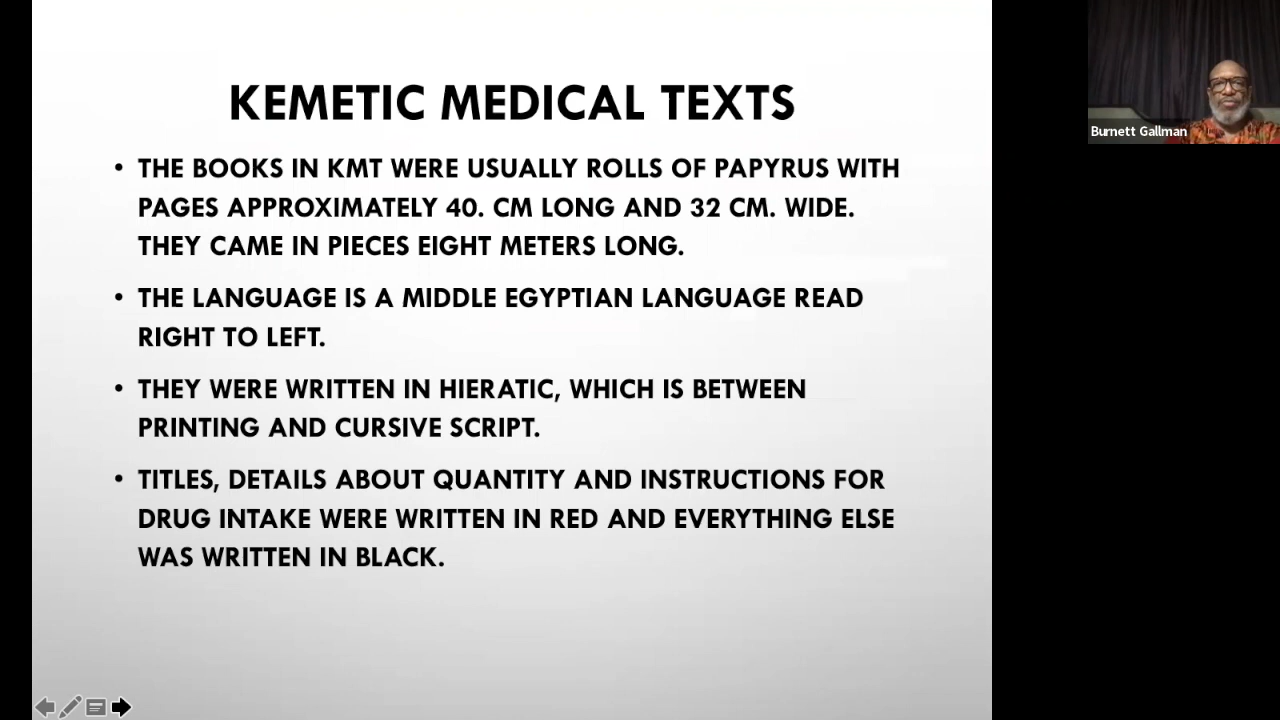 KEMETIC MEDICAL TEXTS
• THE BOOKS IN KMT WERE USUALLY ROLLS OF PAPYRUS WITH
PAGES APPROXIMATELY 40. CM LONG AND 32 CM. WIDE.
THEY CAME IN PIECES EIGHT METERS LONG.
• THE LANGUAGE IS A MIDDLE EGYPTIAN LANGUAGE READ
RIGHT TO LEFT.
• THEY WERE WRITTEN IN HIERATIC, WHICH IS BETWEEN
PRINTING AND CURSIVE SCRIPT.
• TITLES, DETAILS ABOUT QUANTITY AND INSTRUCTIONS FOR
DRUG INTAKE WERE WRITTEN IN RED AND EVERYTHING ELSE
WAS WRITTEN IN BLACK.
Burnett Gallman